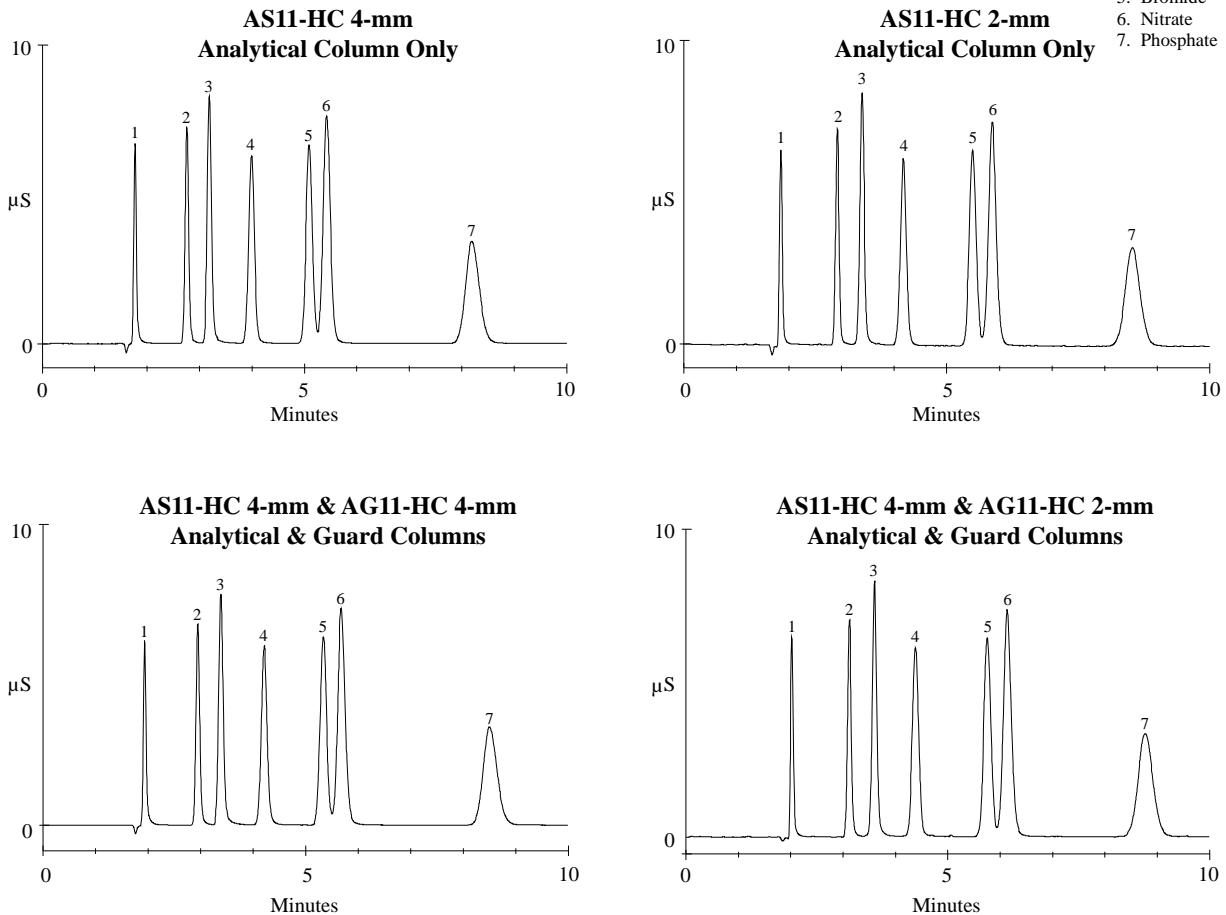 5. Bromide
6. Nitrate
7. Phosphate
AS11-HC 4-mm
Analytical Column Only
10
µS
0
1
2
3
4
5
6
7
0
5
10
Minutes
AS11-HC 2-mm
Analytical Column Only
10
µS
0
1
2
3
4
5
6
7
0
5
10
Minutes
AS11-HC 4-mm & AG11-HC 4-mm
Analytical & Guard Columns
10
µS
0
1
2
3
4
5
6
7
0
5
10
Minutes
AS11-HC 4-mm & AG11-HC 2-mm
Analytical & Guard Columns
10
µS
0
1
2
3
4
5
6
7
0
5
10
Minutes